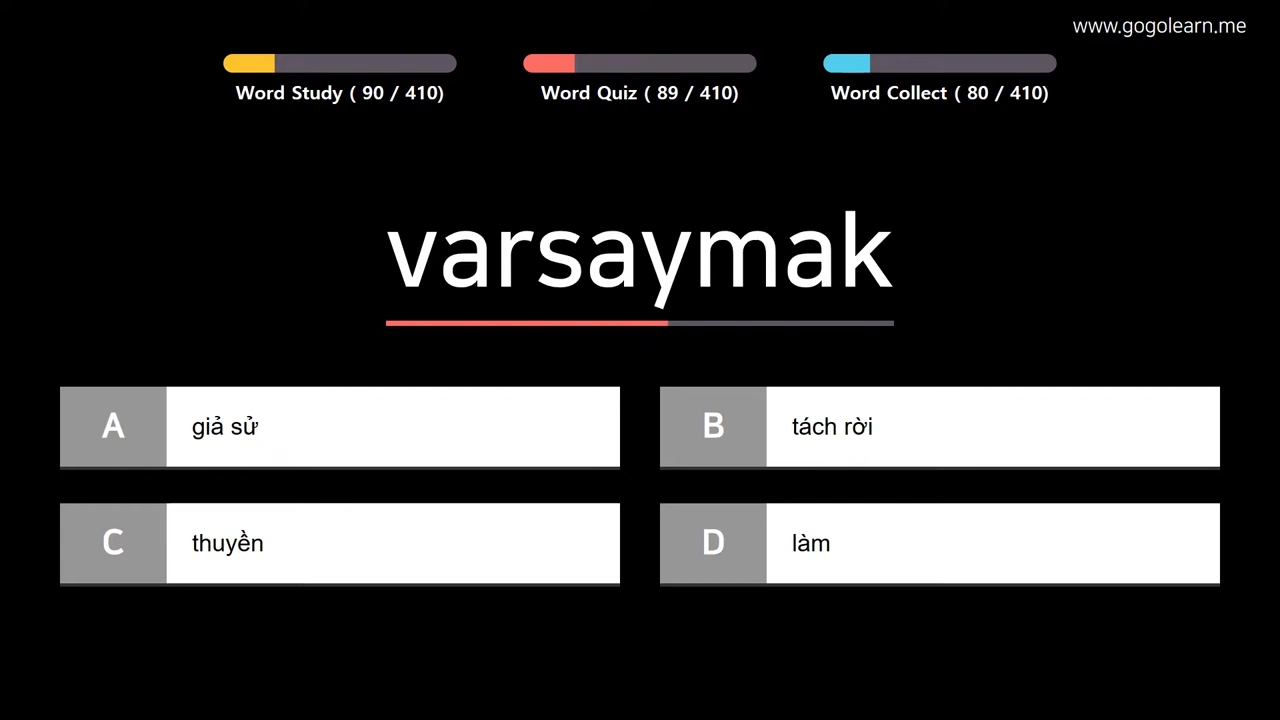 www.gogolearn.me
Word Study ( 90 / 410)
Word Quiz ( 89 / 410)
Word Collect ( 80 / 410)
varsaymak
A giả sử
B tách rời
C thuyền
D làm